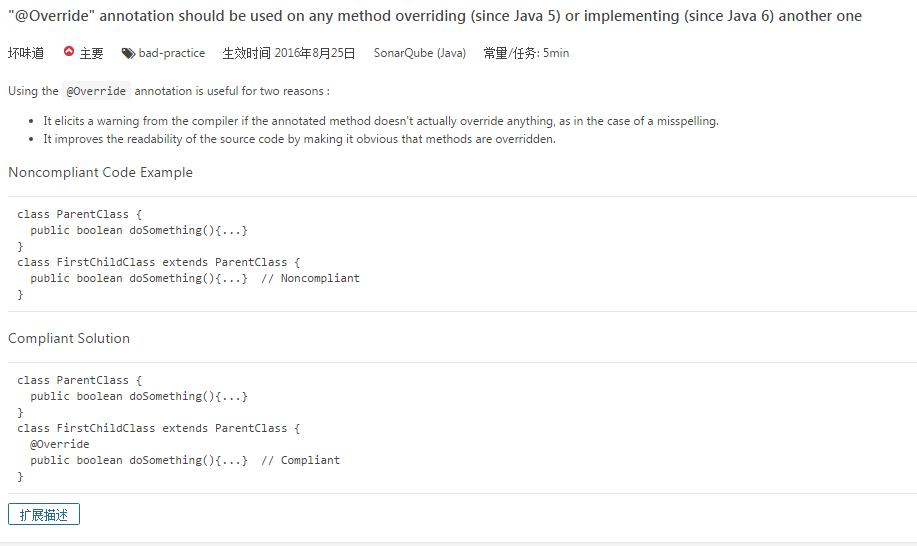 "@Override" annotation should be used on any method overriding (since Java 5) or implementing (since Java 6) another one
坏味道 主要 bad-practice 生效时间 2016年8月25日 SonarQube (Java) 常量/任务: 5min
Using the @Override annotation is useful for two reasons :
• It elicits a warning from the compiler if the annotated method doesn't actually override anything, as in the case of a misspelling.
• It improves the readability of the source code by making it obvious that methods are overridden.
Noncompliant Code Example
class ParentClass {
  public boolean doSomething(){...}
}
class FirstChildClass extends ParentClass {
  public boolean doSomething(){...}  // Noncompliant
}
Compliant Solution
class ParentClass {
  public boolean doSomething(){...}
}
class FirstChildClass extends ParentClass {
  @Override
  public boolean doSomething(){...}  // Compliant
}
扩展描述